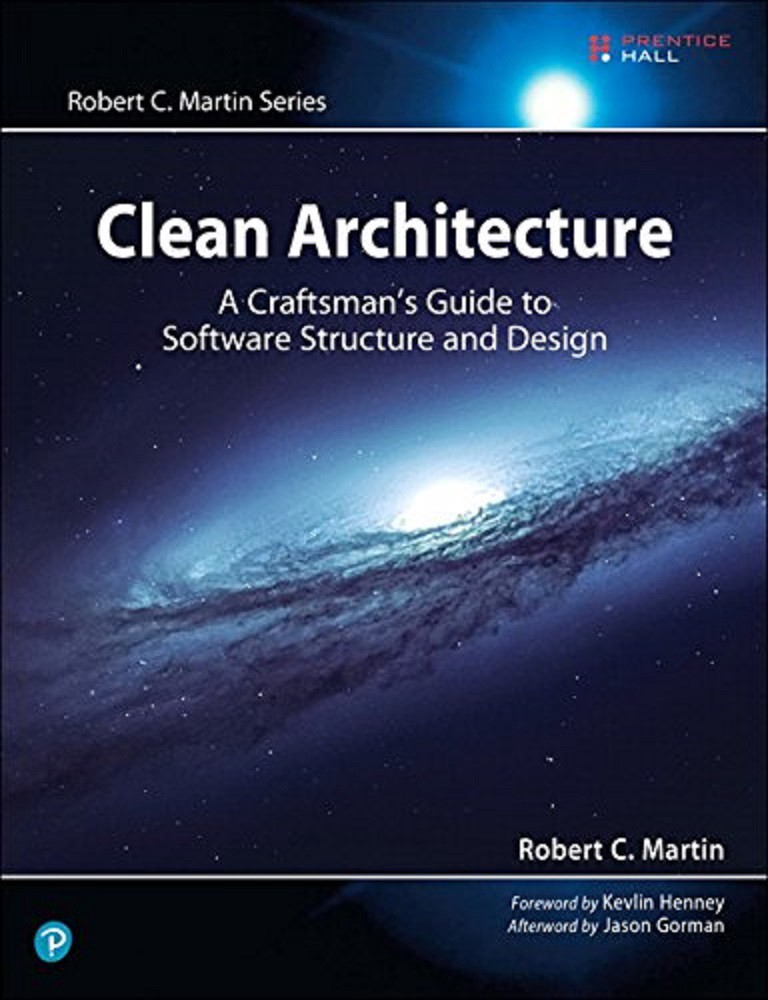 PRENTICE
HALL
Robert C. Martin Series
Clean Architecture
A Craftsman's Guide to
Software Structure and Design
Robert C. Martin
Foreword by Kevlin Henney
Afterword by Jason Gorman
P